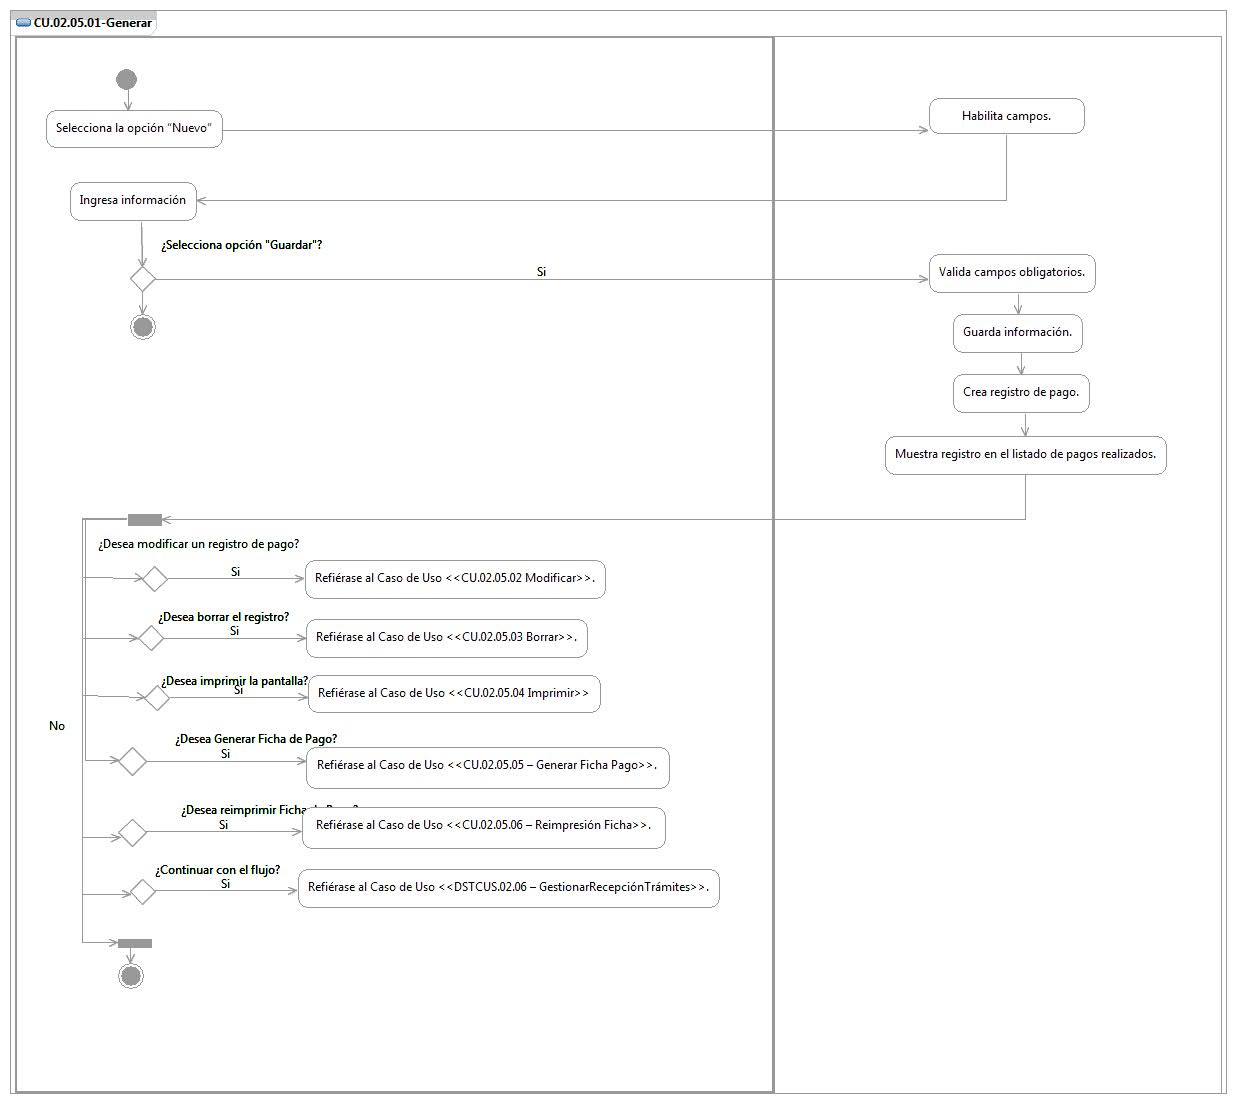 CU.02.05.01-Generar
Selecciona la opción “Nuevo”
Habilita campos.
Ingresa información
¿Selecciona opción "Guardar"?
Si
Valida campos obligatorios.
Guarda información.
Crea registro de pago.
Muestra registro en el listado de pagos realizados.
¿Desea modificar un registro de pago?
Si
Refiérase al Caso de Uso <<CU.02.05.02 Modificar>>.
¿Desea borrar el registro?
Si
Refiérase al Caso de Uso <<CU.02.05.03 Borrar>>.
¿Desea imprimir la pantalla?
Si
Refiérase al Caso de Uso <<CU.02.05.04 Imprimir>>
No
¿Desea Generar Ficha de Pago?
Si
Refiérase al Caso de Uso <<CU.02.05.05 – Generar Ficha Pago>>.
¿Desea reimprimir Ficha
Si
Refiérase al Caso de Uso <<CU.02.05.06 – Reimpresión Ficha>>.
¿Continuar con el flujo?
Si
Refiérase al Caso de Uso <<DSTCUS.02.06 – GestionarRecepciónTrámites>>.